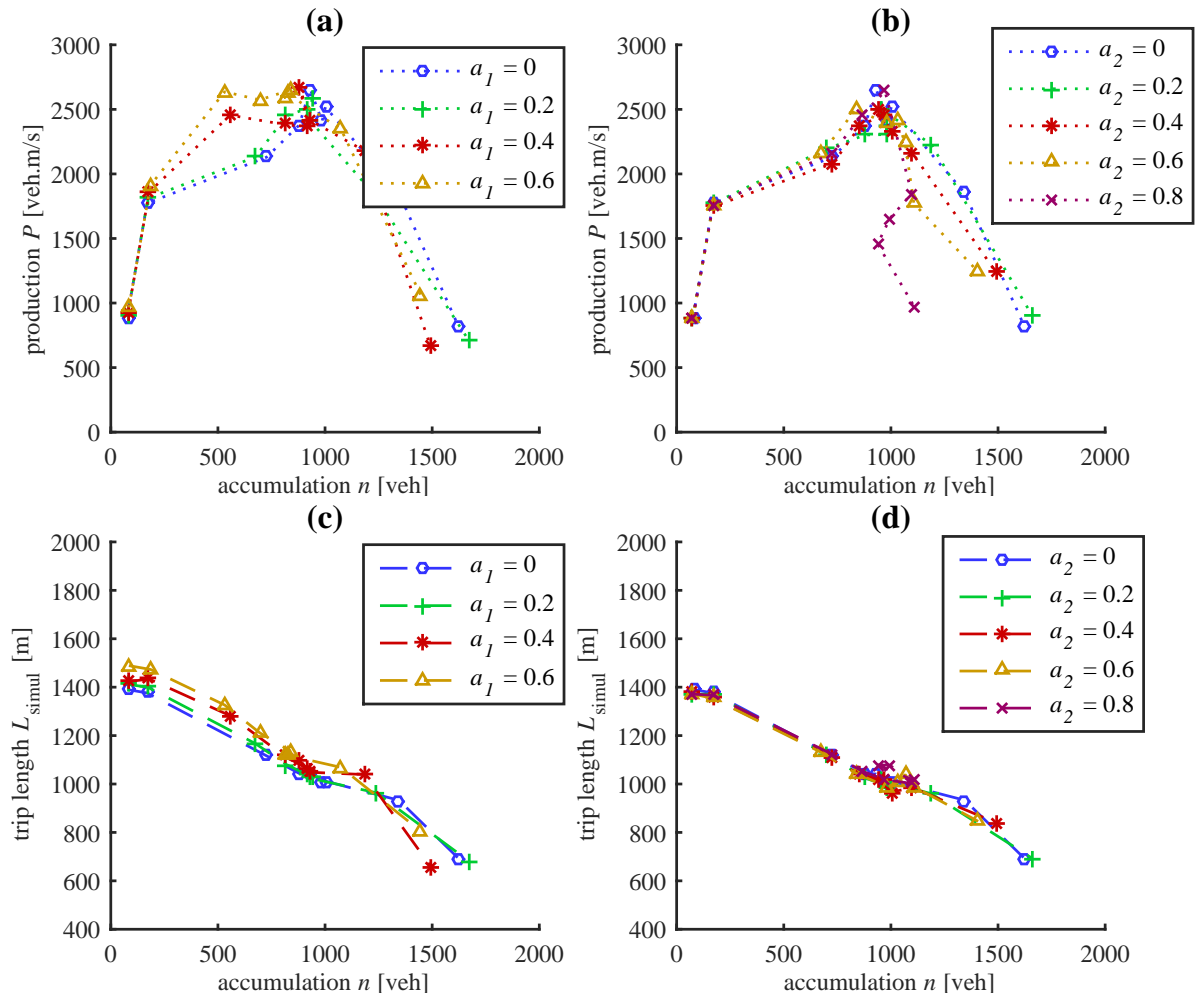 (a)
production P [veh.m/s]
3000
2500
2000
1500
1000
500
0
0 500 1000 1500 2000
accumulation n [veh]
a1 = 0
a1 = 0.2
a1 = 0.4
a1 = 0.6
(b)
production P [veh.m/s]
3000
2500
2000
1500
1000
500
0
0 500 1000 1500 2000
accumulation n [veh]
a2 = 0
a2 = 0.2
a2 = 0.4
a2 = 0.6
a2 = 0.8
(c)
trip length Lsimul [m]
2000
1800
1600
1400
1200
1000
800
600
400
0 500 1000 1500 2000
accumulation n [veh]
a1 = 0
a1 = 0.2
a1 = 0.4
a1 = 0.6
(d)
trip length Lsimul [m]
2000
1800
1600
1400
1200
1000
800
600
400
0 500 1000 1500 2000
accumulation n [veh]
a2 = 0
a2 = 0.2
a2 = 0.4
a2 = 0.6
a2 = 0.8